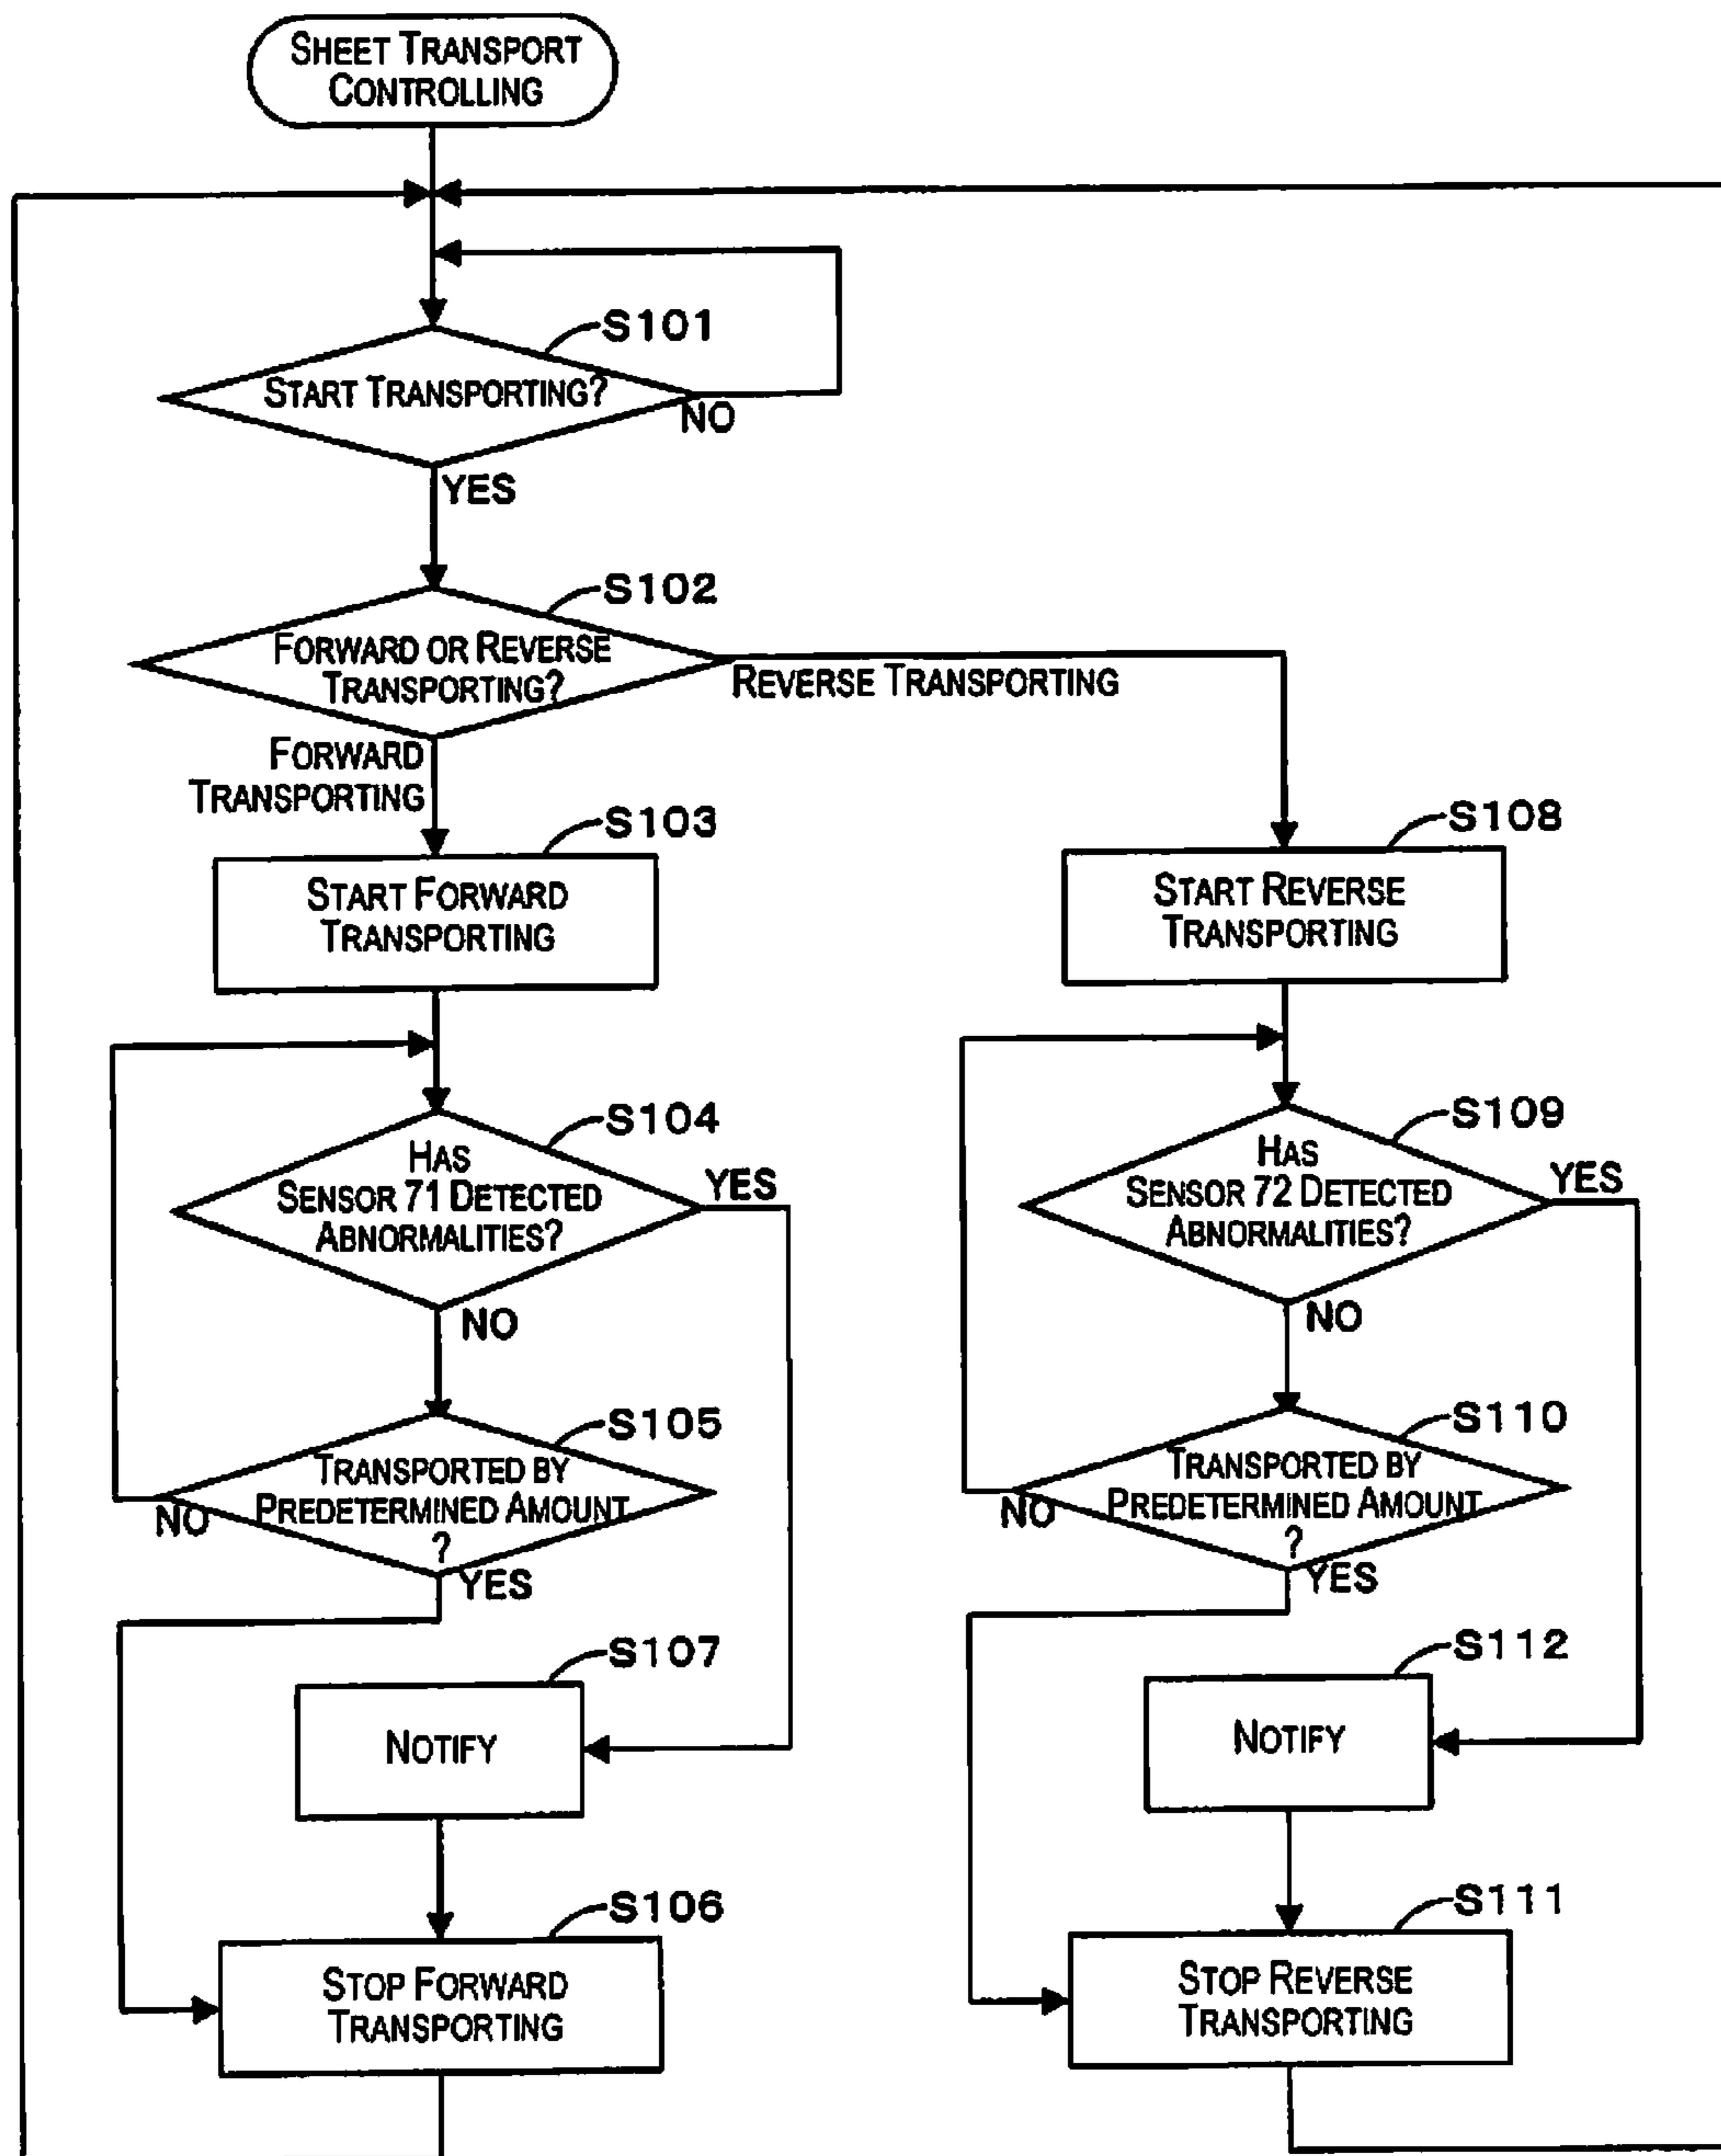 SHEET TRANSPORT
CONTROLLING
S101
START TRANSPORTING?
NO
YES
S102
FORWARD OR REVERSE
TRANSPORTING?
REVERSE TRANSPORTING
FORWARD
TRANSPORTING
S103
START FORWARD
TRANSPORTING
S108
START REVERSE
TRANSPORTING
S104
HAS
SENSOR 71 DETECTED
ABNORMALITIES?
YES
NO
S109
HAS
SENSOR 72 DETECTED
ABNORMALITIES?
YES
NO
S105
TRANSPORTED BY
PREDETERMINED AMOUNT
?
NO
YES
S110
TRANSPORTED BY
PREDETERMINED AMOUNT
?
NO
YES
S107
NOTIFY
S112
NOTIFY
S106
STOP FORWARD
TRANSPORTING
S111
STOP REVERSE
TRANSPORTING